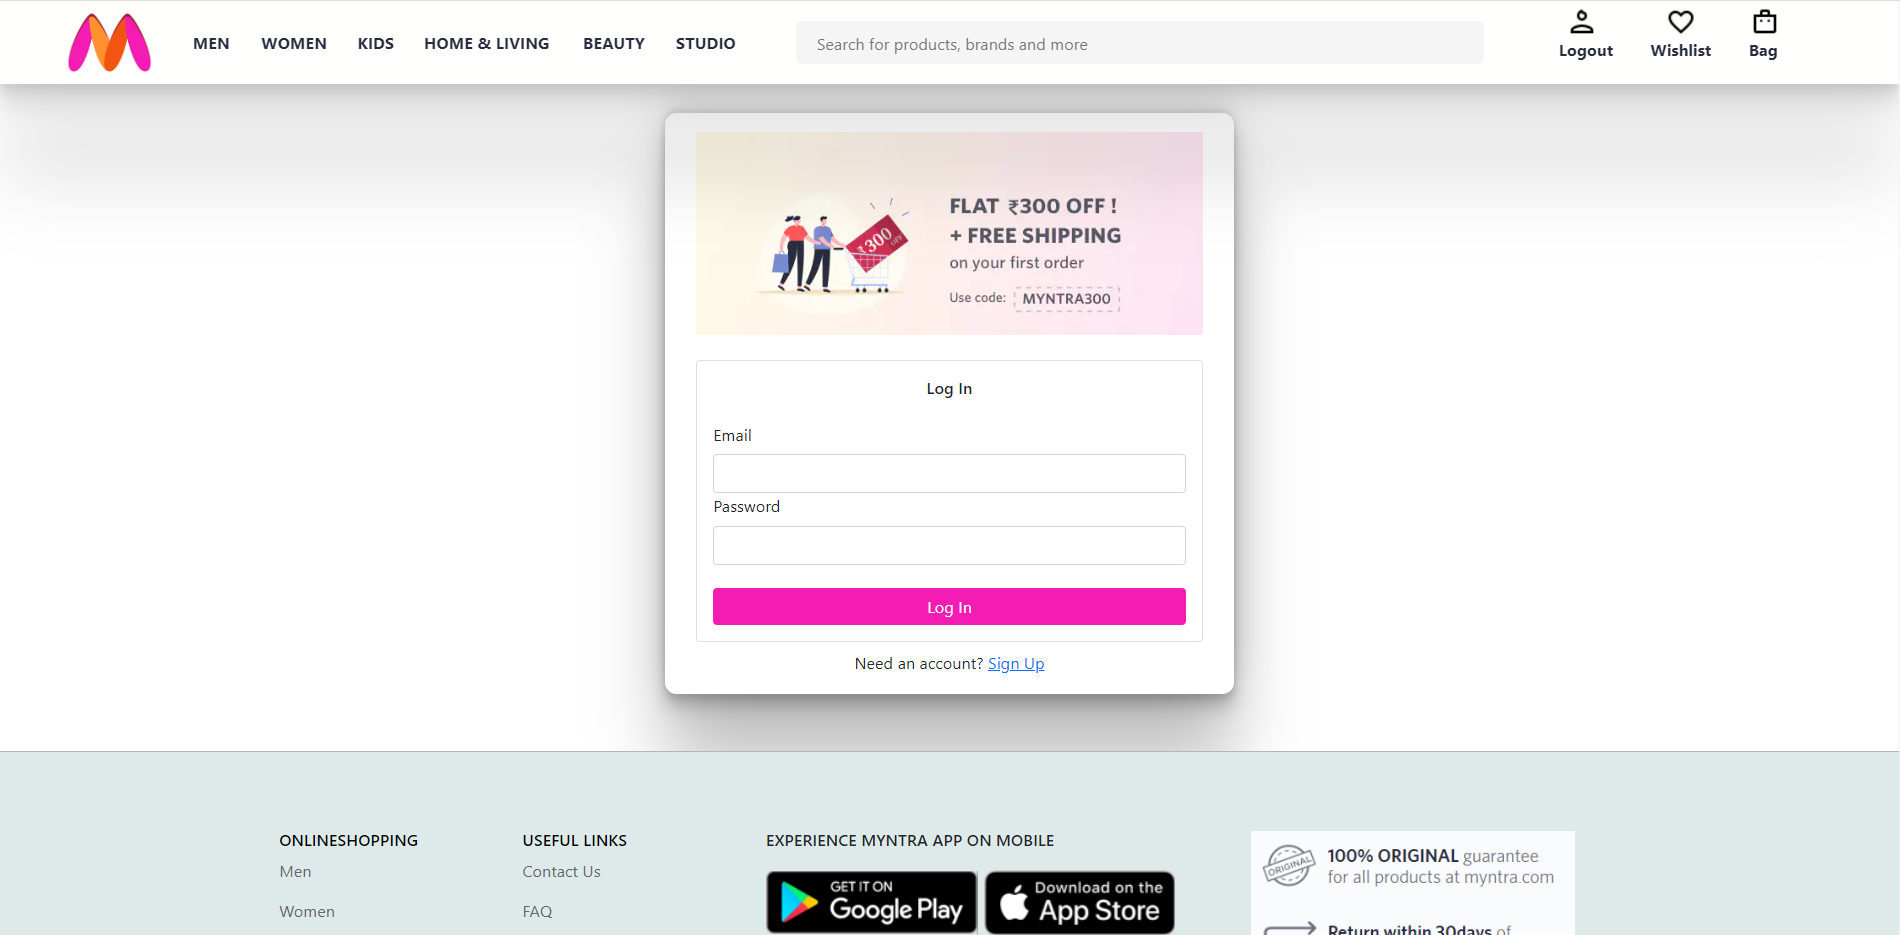 MEN WOMEN KIDS HOME & LIVING BEAUTY STUDIO
Search for products, brands and more
Logout Wishlist Bag
FLAT ₹300 OFF !
+ FREE SHIPPING
on your first order
Use code: MYNTRA300
₹300 OFF
Log In
Email
Password
Log In
Need an account? Sign Up
ONLINESHOPPING
Men
Women
USEFUL LINKS
Contact Us
FAQ
EXPERIENCE MYNTRA APP ON MOBILE
GET IT ON
Google Play
Download on the
App Store
ORIGINAL
100% ORIGINAL guarantee
for all products at myntra.com
Return within 30days of